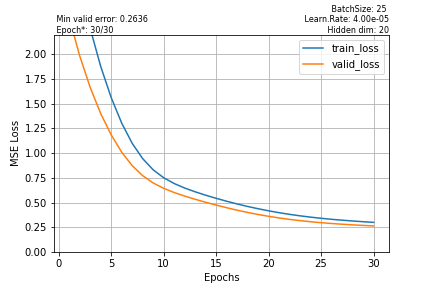 BatchSize: 25
Min valid error: 0.2636
Learn.Rate: 4.00e-05
Epoch*: 30/30
Hidden dim: 20
train_loss
valid_loss
2.00
1.75
1.50
1.25
1.00
0.75
0.50
0.25
0.00
MSE Loss
0 5 10 15 20 25 30
Epochs